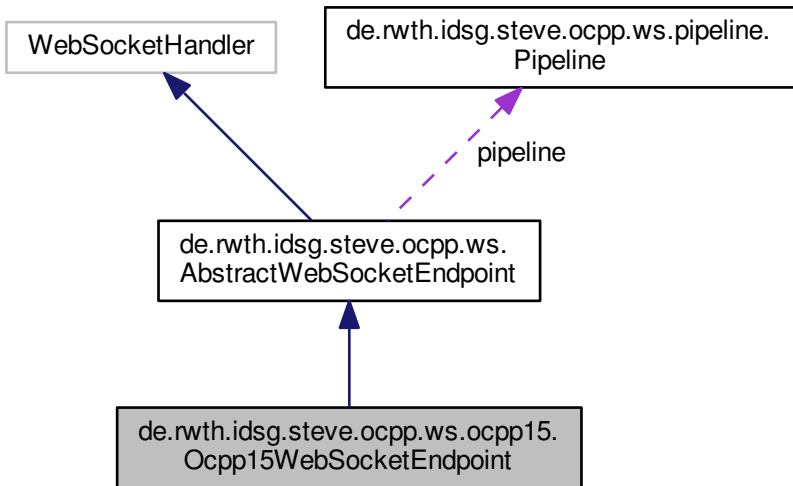 WebSocketHandler
de.rwth.idsg.steve.ocpp.ws.pipeline.
Pipeline
pipeline
de.rwth.idsg.steve.ocpp.ws.
AbstractWebSocketEndpoint
de.rwth.idsg.steve.ocpp.ws.ocpp15.
Ocpp15WebSocketEndpoint